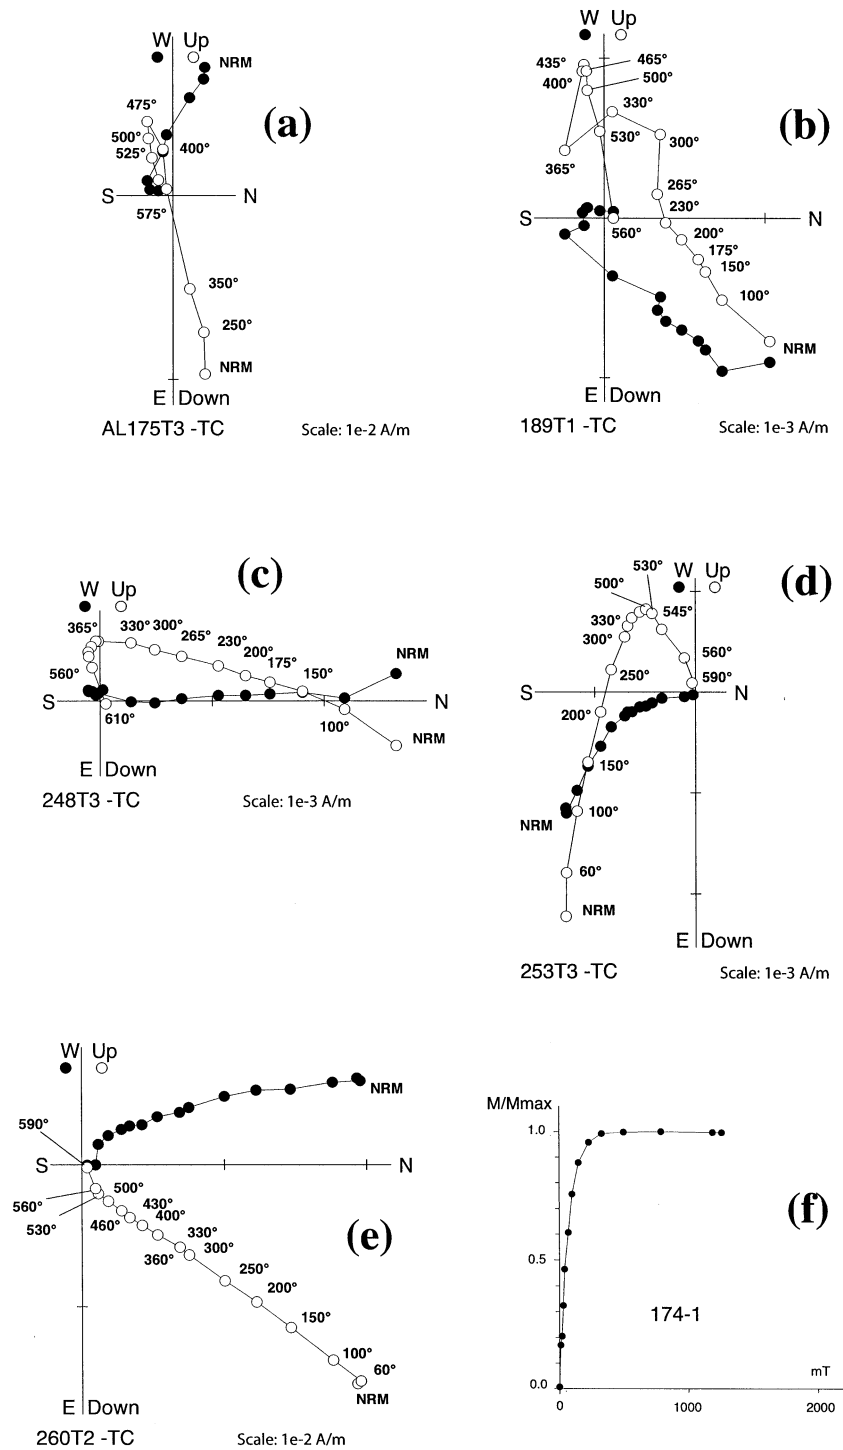 W Up
NRM
475°
500°
525°
400°
(a)
S N
575°
350°
250°
NRM
E Down
AL175T3 -TC Scale: 1e-2 A/m
W Up
435° 465°
400° 500°
330°
(b)
530° 300°
365°
265°
230°
S N
560° 200°
175°
150°
100°
NRM
E Down
189T1 -TC Scale: 1e-3 A/m
(c)
W Up
365° 330° 300°
265°
230°
200°
175°
150°
NRM
560°
S N
610° 100°
NRM
E Down
248T3 -TC Scale: 1e-3 A/m
530°
W Up
(d)
500°
545°
330°
300°
560°
250° 590°
S N
200°
150°
100°
NRM
60°
NRM
E Down
253T3 -TC Scale: 1e-3 A/m
W Up
NRM
590°
S N
560° 500°
530° 460° 430°
400°
360° 330°
300°
(e)
250°
200°
150°
100°
60°
NRM
E Down
260T2 -TC Scale: 1e-2 A/m
M/Mmax
1.0
(f)
0.5
174-1
mT
0.0
0 1000 2000